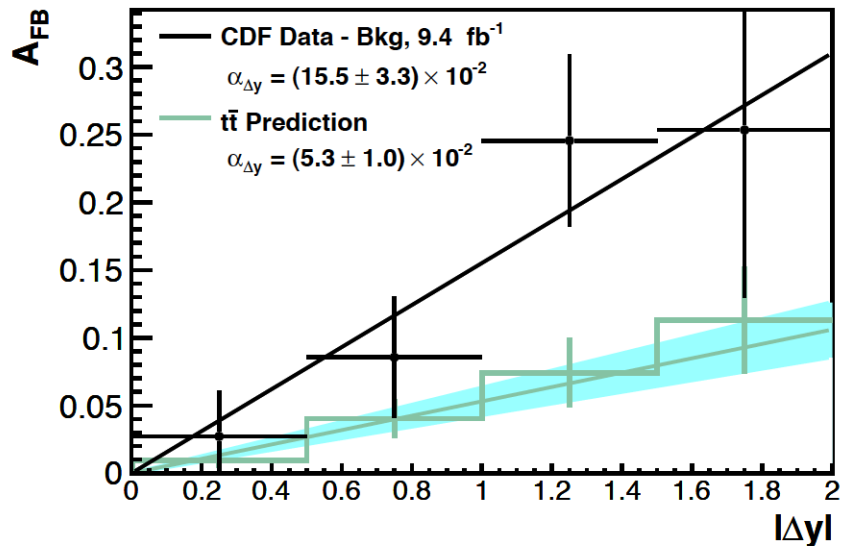 A_FB
CDF Data - Bkg, 9.4 fb⁻¹
α_Δy = (15.5 ± 3.3) × 10⁻²
tt̄ Prediction
α_Δy = (5.3 ± 1.0) × 10⁻²
0.3
0.25
0.2
0.15
0.1
0.05
0
0 0.2 0.4 0.6 0.8 1 1.2 1.4 1.6 1.8 2
|Δy|